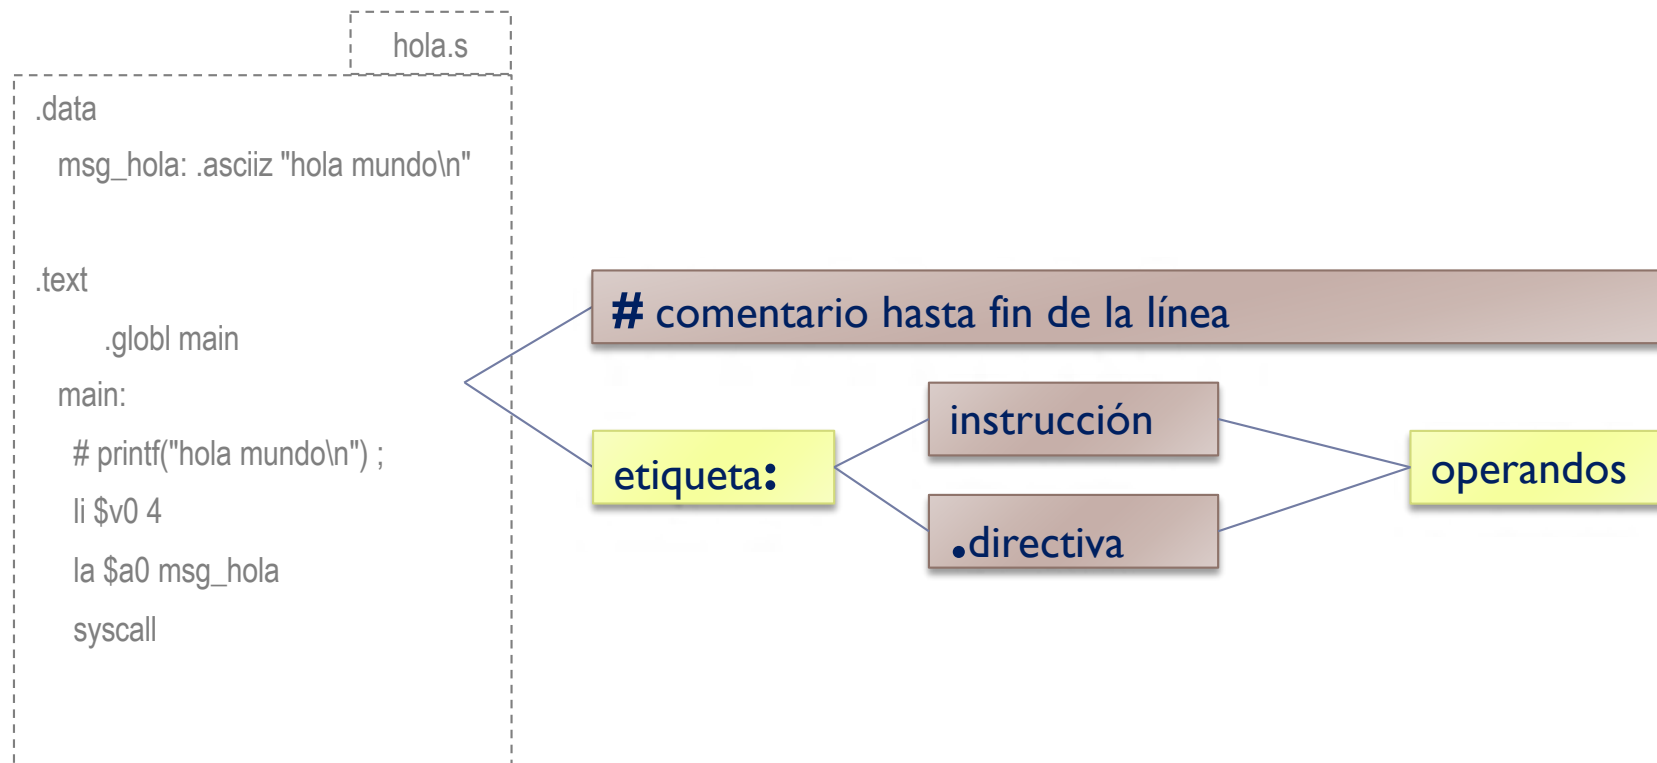 hola.s
.data
msg_hola: .asciiz "hola mundo\n"
.text
.globl main
main:
# printf("hola mundo\n") ;
li $v0 4
la $a0 msg_hola
syscall
# comentario hasta fin de la línea
etiqueta:
instrucción
.directiva
operandos